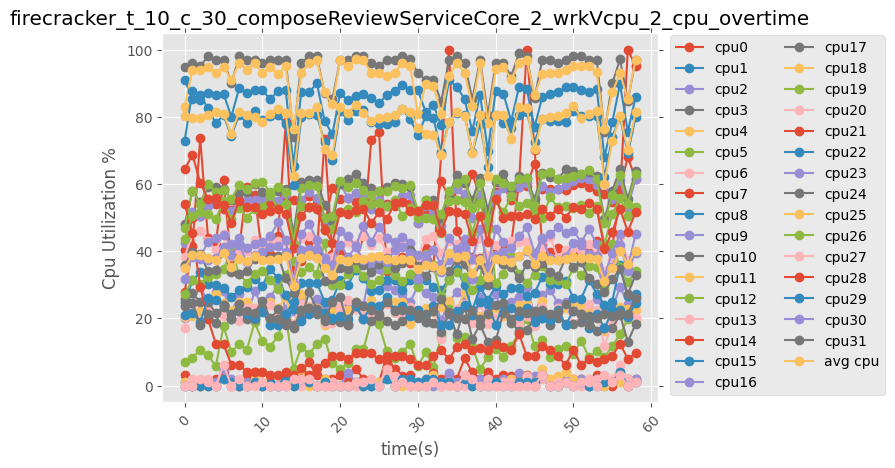 firecracker_t_10_c_30_composeReviewServiceCore_2_wrkVcpu_2_cpu_overtime
Cpu Utilization %
100
80
60
40
20
0
0
10
20
30
40
50
60
time(s)
cpu0
cpu1
cpu2
cpu3
cpu4
cpu5
cpu6
cpu7
cpu8
cpu9
cpu10
cpu11
cpu12
cpu13
cpu14
cpu15
cpu16
cpu17
cpu18
cpu19
cpu20
cpu21
cpu22
cpu23
cpu24
cpu25
cpu26
cpu27
cpu28
cpu29
cpu30
cpu31
avg cpu